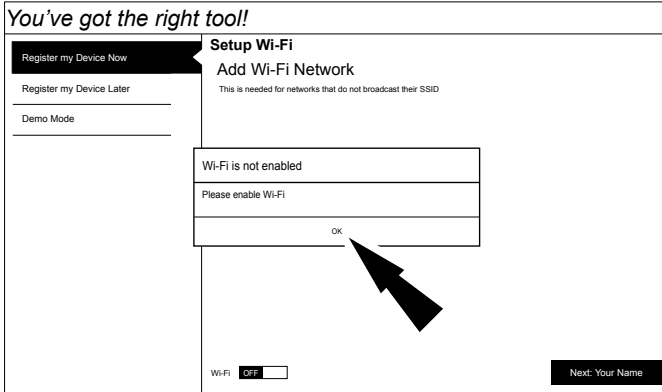 You've got the right tool!
Register my Device Now
Register my Device Later
Demo Mode
Setup Wi-Fi
Add Wi-Fi Network
This is needed for networks that do not broadcast their SSID
Wi-Fi is not enabled
Please enable Wi-Fi
OK
Wi-Fi OFF
Next: Your Name